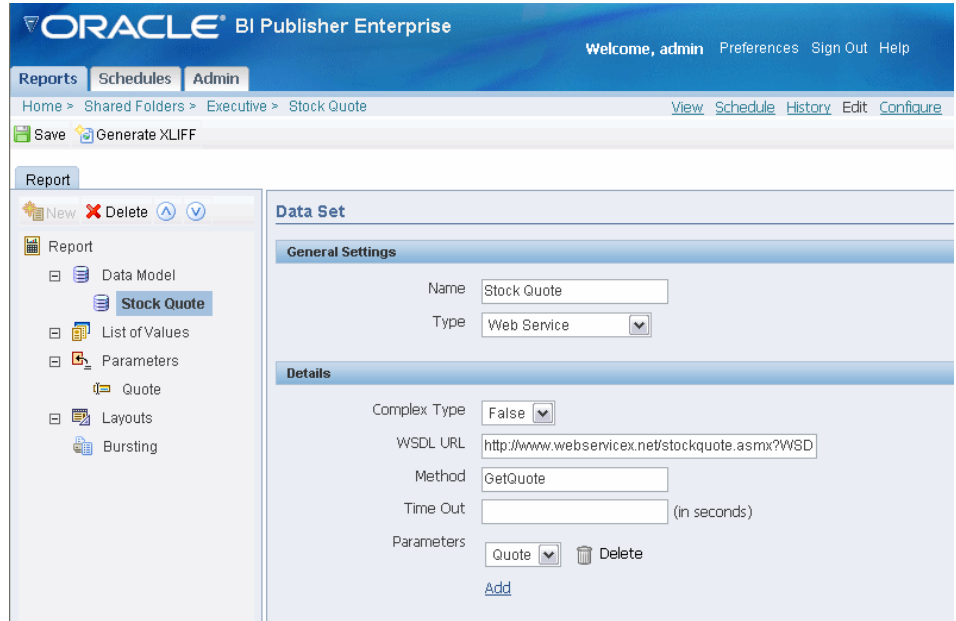 ORACLE BI Publisher Enterprise
Welcome, admin Preferences Sign Out Help
Reports Schedules Admin
Home > Shared Folders > Executive > Stock Quote View Schedule History Edit Configure
Save Generate XLIFF
Report
New Delete
Report
Data Model
Stock Quote
List of Values
Parameters
Quote
Layouts
Bursting
Data Set
General Settings
Name Stock Quote
Type Web Service
Details
Complex Type False
WSDL URL http://www.webservicex.net/stockquote.asmx?WSD
Method GetQuote
Time Out (in seconds)
Parameters Quote Delete
Add